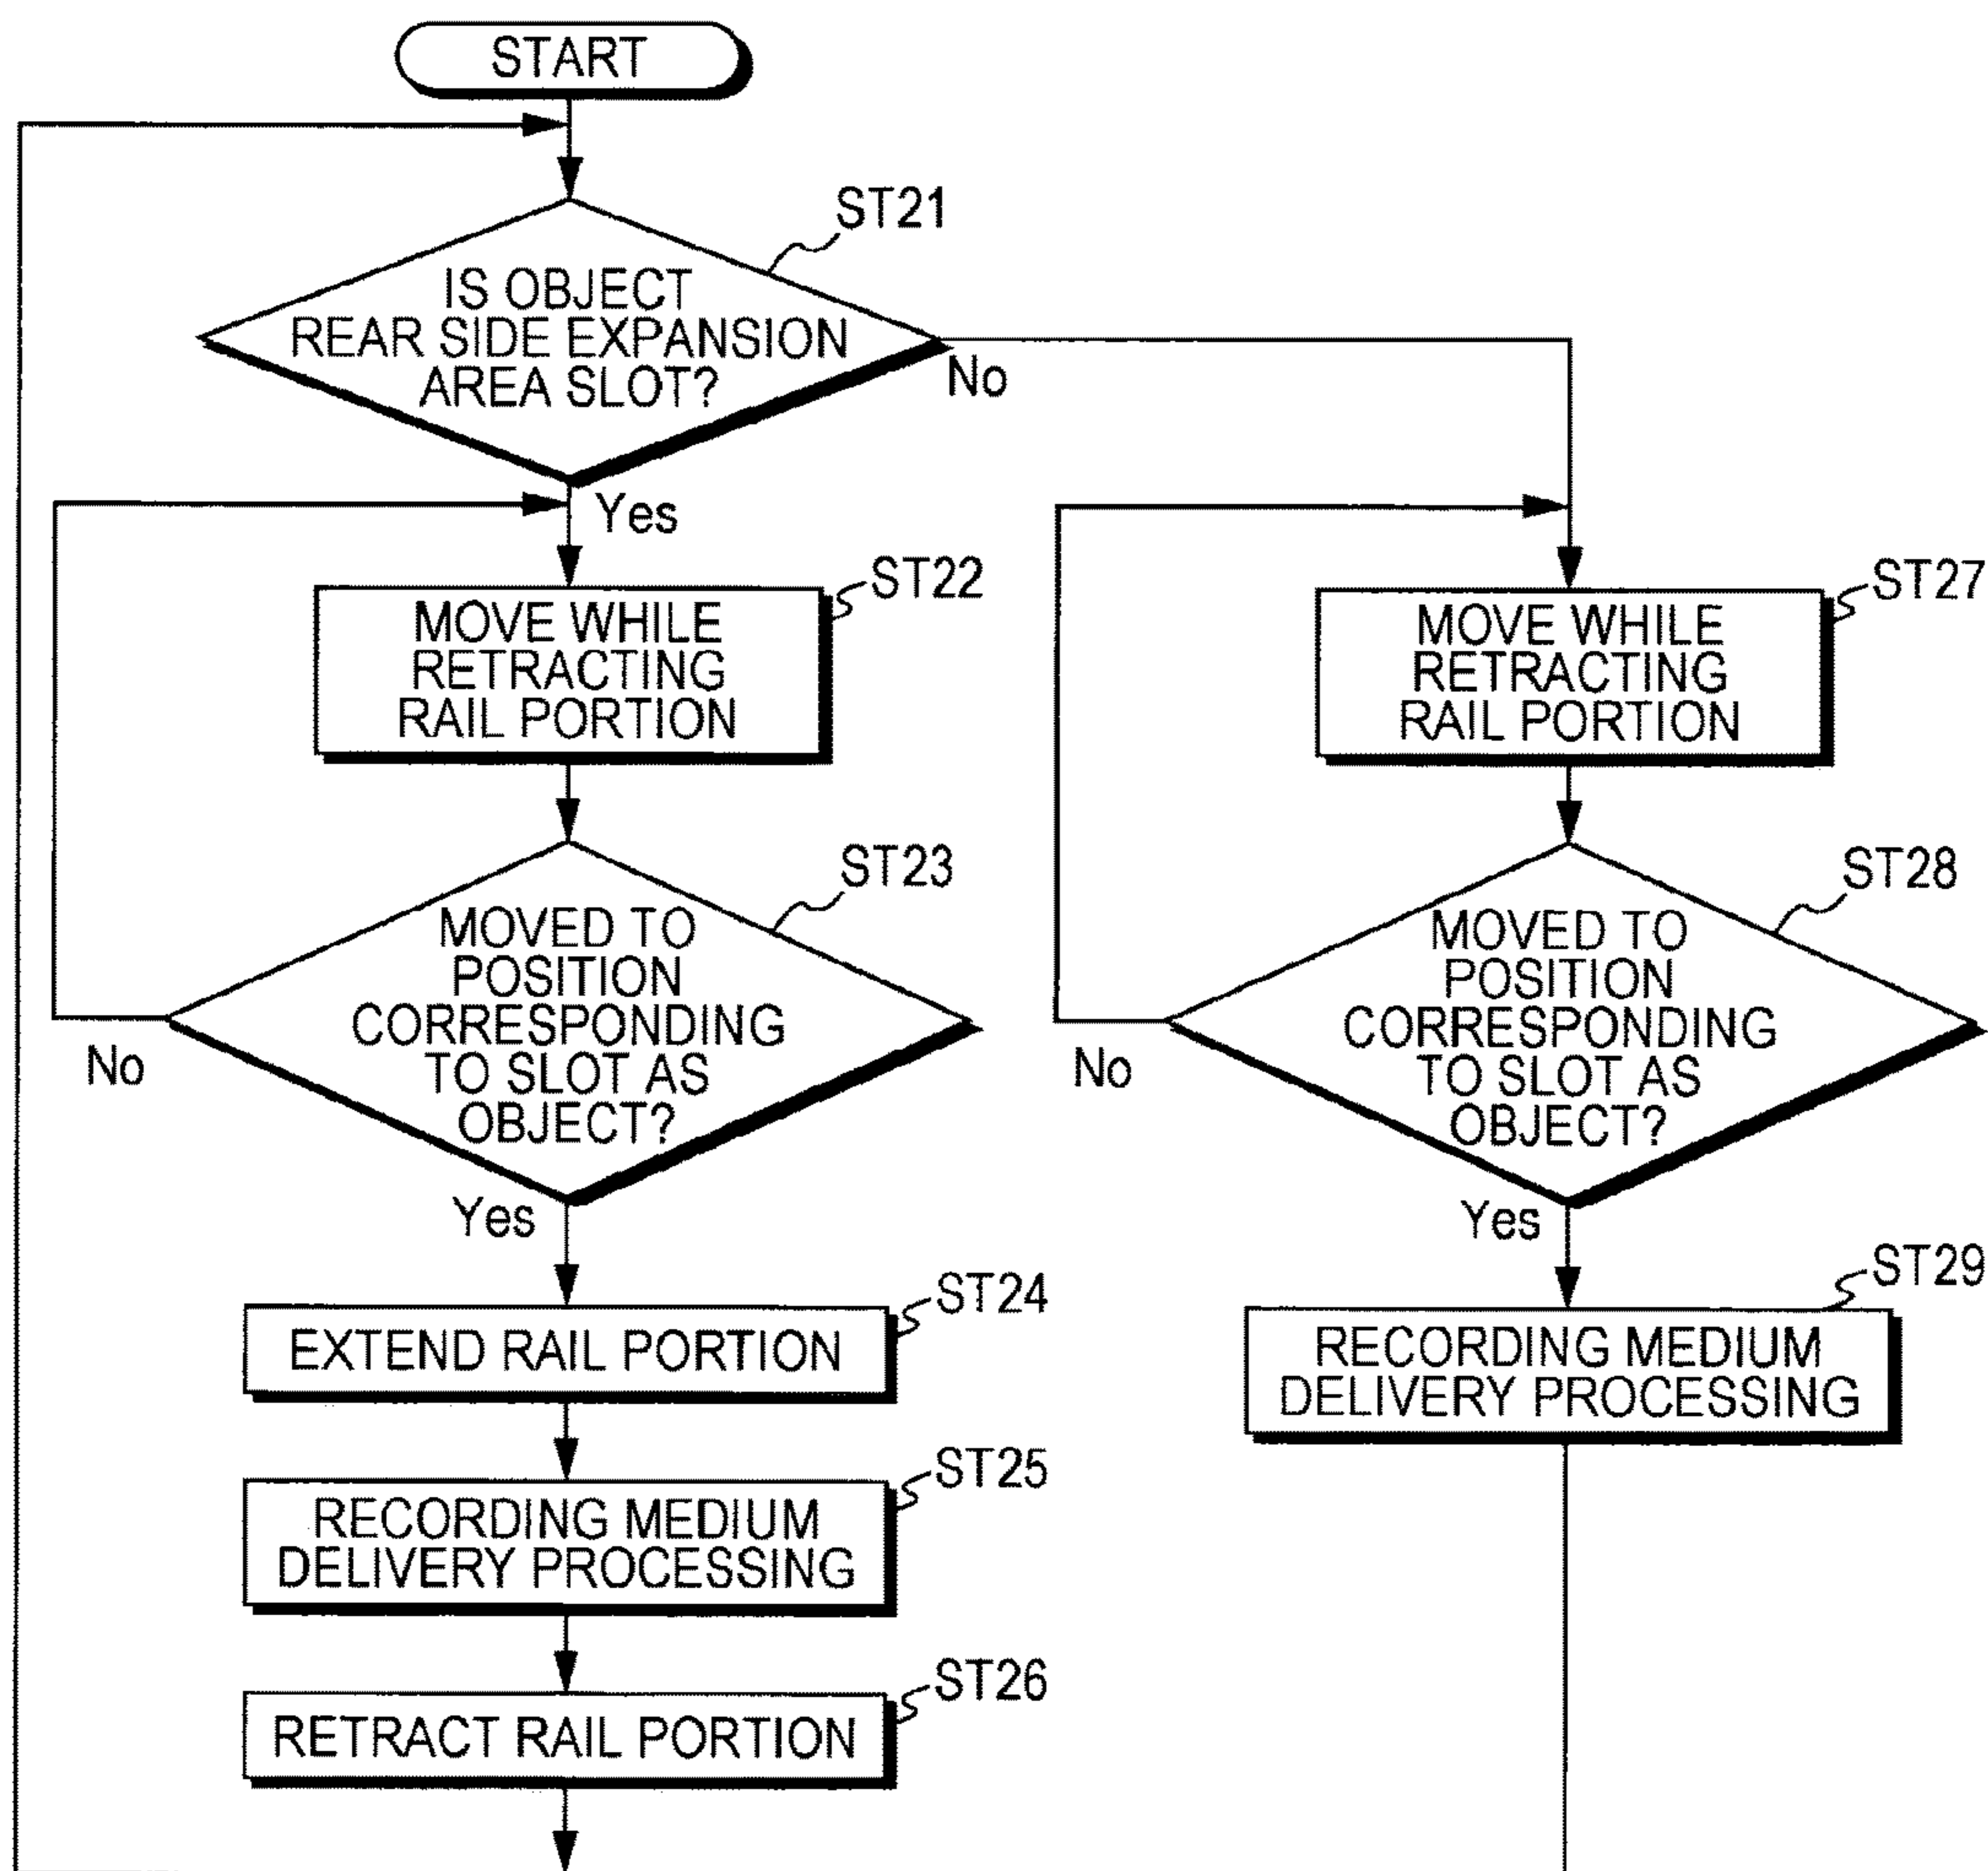 START
ST21
IS OBJECT
REAR SIDE EXPANSION
AREA SLOT?
No
Yes
ST22
MOVE WHILE
RETRACTING
RAIL PORTION
ST23
MOVED TO
POSITION
CORRESPONDING
TO SLOT AS
OBJECT?
No
Yes
ST24
EXTEND RAIL PORTION
ST25
RECORDING MEDIUM
DELIVERY PROCESSING
ST26
RETRACT RAIL PORTION
ST27
MOVE WHILE
RETRACTING
RAIL PORTION
ST28
MOVED TO
POSITION
CORRESPONDING
TO SLOT AS
OBJECT?
No
Yes
ST29
RECORDING MEDIUM
DELIVERY PROCESSING